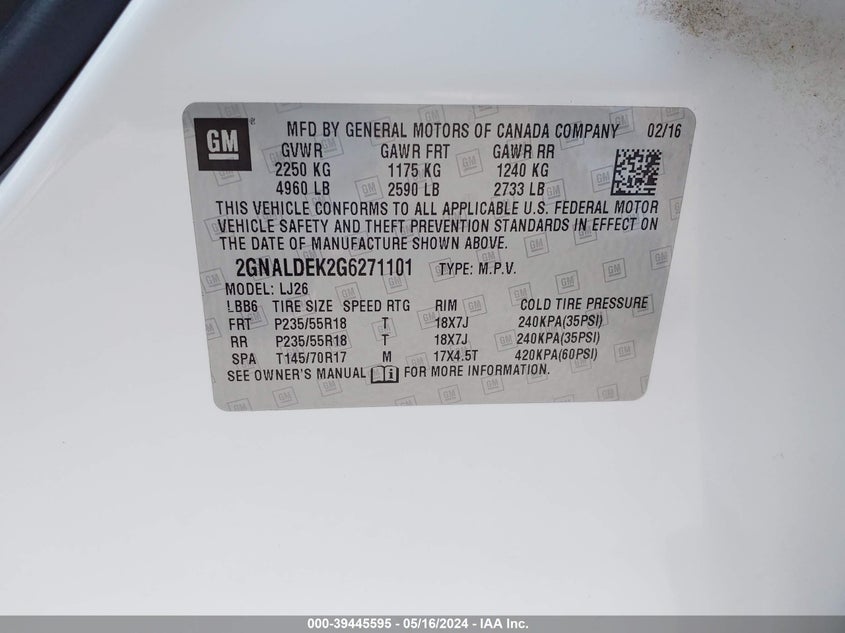 GM ® MFD BY GENERAL MOTORS OF CANADA COMPANY 02/16
GVWR GAWR FRT GAWR RR
2250 KG 1175 KG 1240 KG
4960 LB 2590 LB 2733 LB
THIS VEHICLE CONFORMS TO ALL APPLICABLE U.S. FEDERAL MOTOR
VEHICLE SAFETY AND THEFT PREVENTION STANDARDS IN EFFECT ON
THE DATE OF MANUFACTURE SHOWN ABOVE.
2GNALDEK2G6271101 TYPE: M.P.V.
MODEL: LJ26
LBB6 TIRE SIZE SPEED RTG RIM COLD TIRE PRESSURE
FRT P235/55R18 T 18X7J 240KPA(35PSI)
RR P235/55R18 T 18X7J 240KPA(35PSI)
SPA T145/70R17 M 17X4.5T 420KPA(60PSI)
SEE OWNER'S MANUAL FOR MORE INFORMATION.
000-39445595 - 05/16/2024 - IAA Inc.